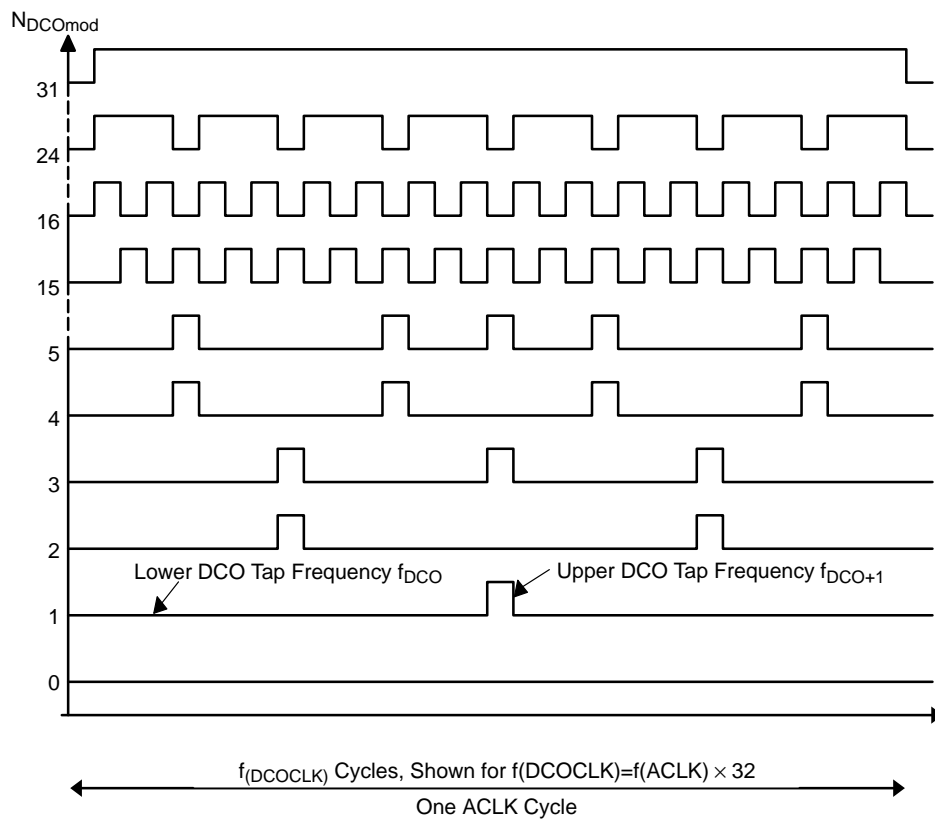 NDCOmod
31
24
16
15
5
4
3
2
Lower DCO Tap Frequency fDCO
Upper DCO Tap Frequency fDCO+1
1
0
f(DCOCLK) Cycles, Shown for f(DCOCLK)=f(ACLK) × 32
One ACLK Cycle